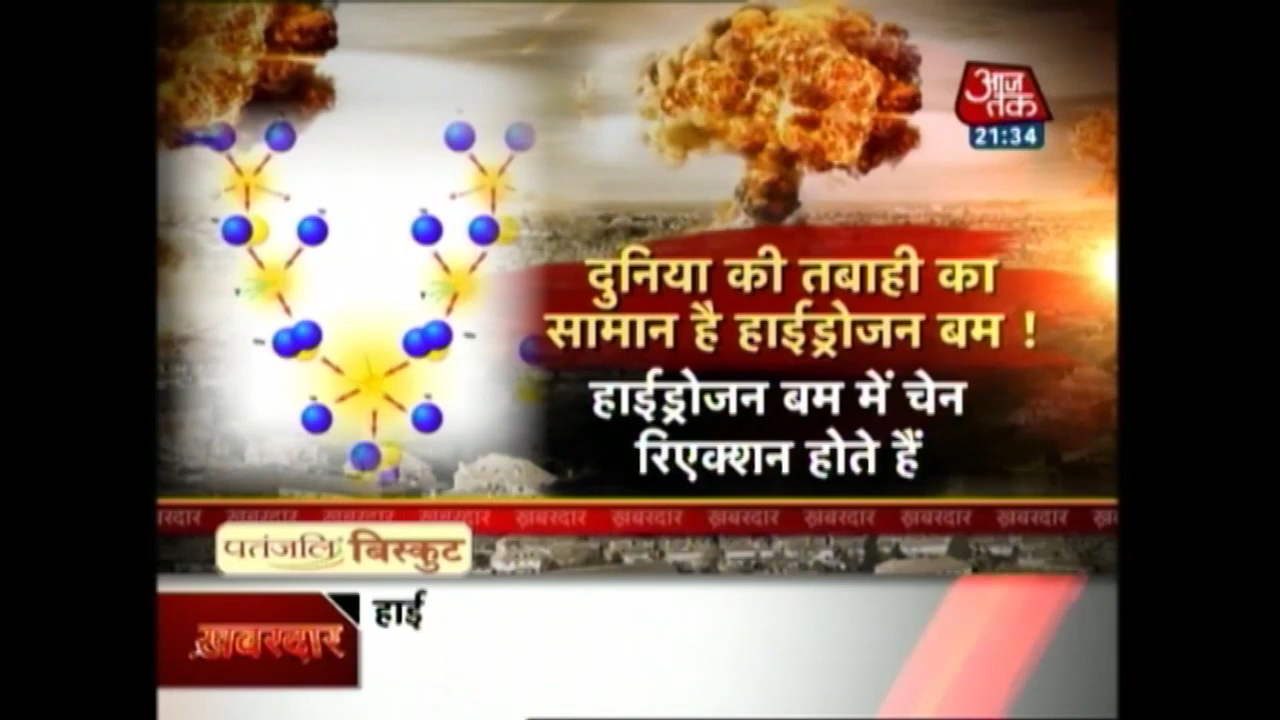 आज
तक
21:34
दुनिया की तबाही का
सामान है हाईड्रोजन बम !
हाईड्रोजन बम में चेन
रिएक्शन होते हैं
ख़बरदार ख़बरदार ख़बरदार ख़बरदार ख़बरदार ख़बरदार ख़बरदार ख़बरदार
पतंजलि बिस्कुट
ख़बरदार
हाई